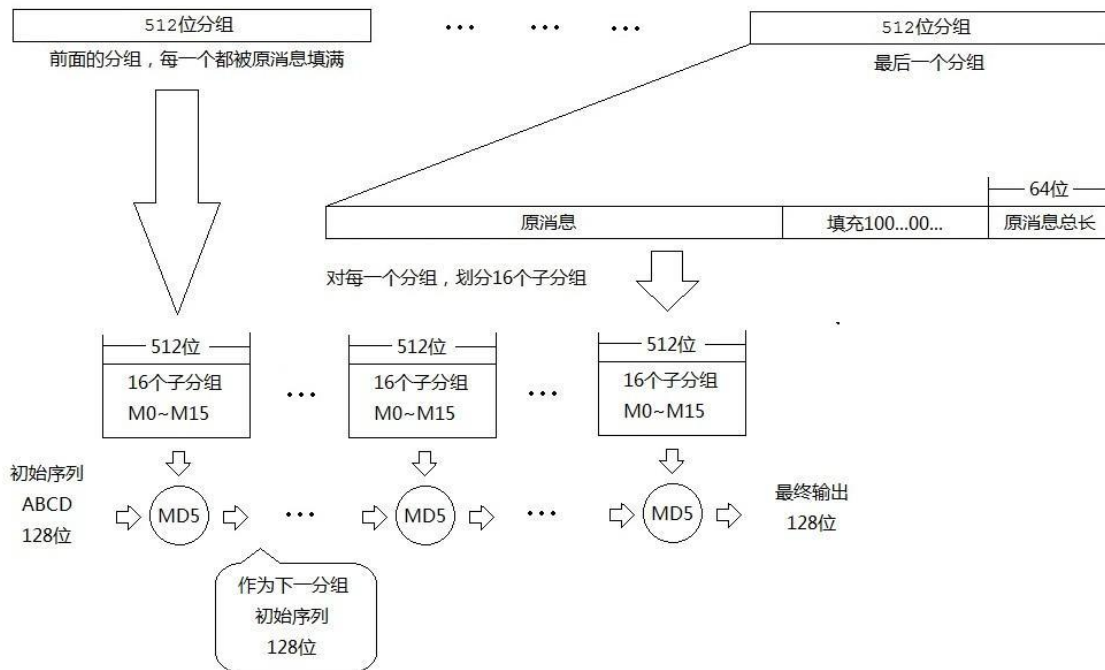 512位分组
... ... ...
512位分组
前面的分组，每一个都被原消息填满
最后一个分组
64位
原消息
填充100...00...
原消息总长
对每一个分组，划分16个子分组
512位
512位
512位
16个子分组
M0~M15
...
16个子分组
M0~M15
...
16个子分组
M0~M15
初始序列
ABCD
128位
MD5
...
MD5
...
MD5
最终输出
128位
作为下一分组
初始序列
128位